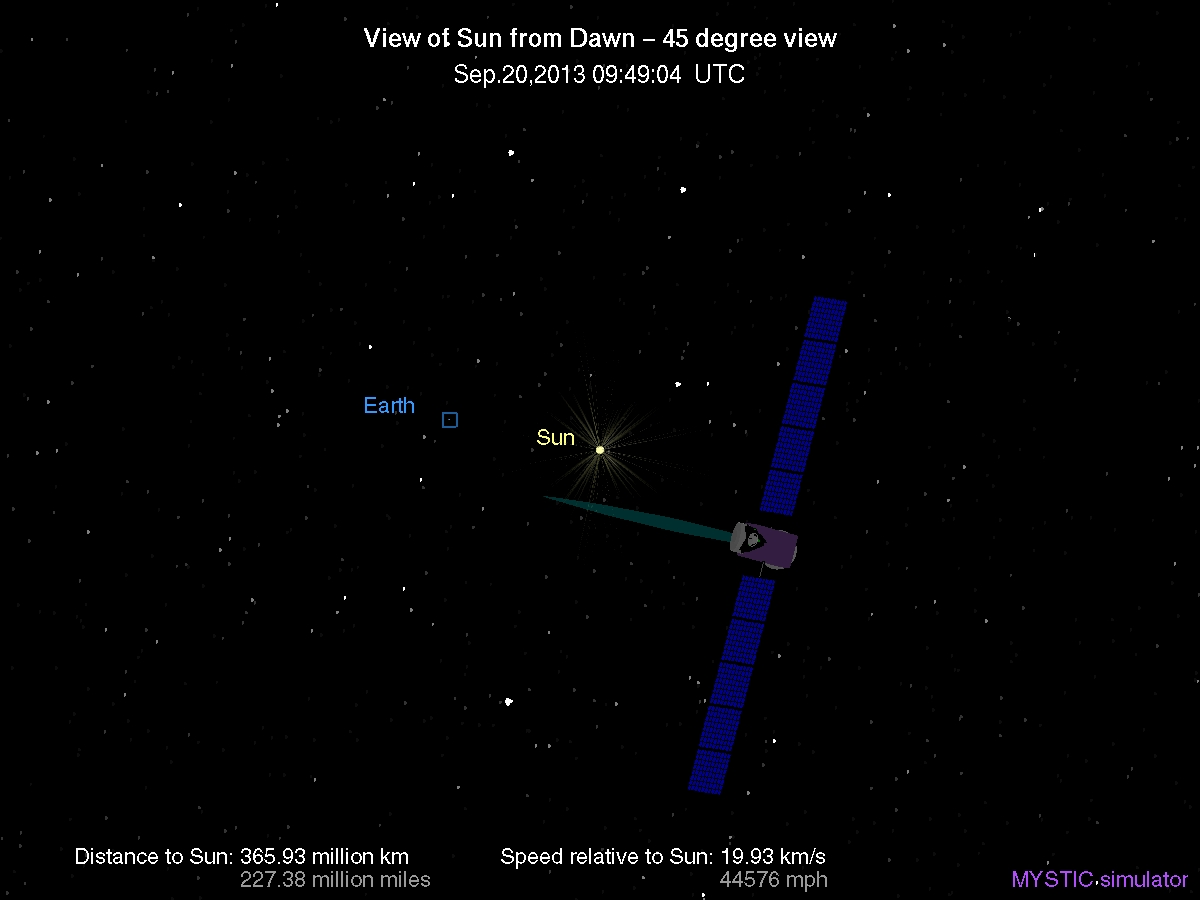 View of Sun from Dawn – 45 degree view
Sep.20,2013 09:49:04 UTC
Earth
Sun
Distance to Sun: 365.93 million km
227.38 million miles
Speed relative to Sun: 19.93 km/s
44576 mph
MYSTIC simulator